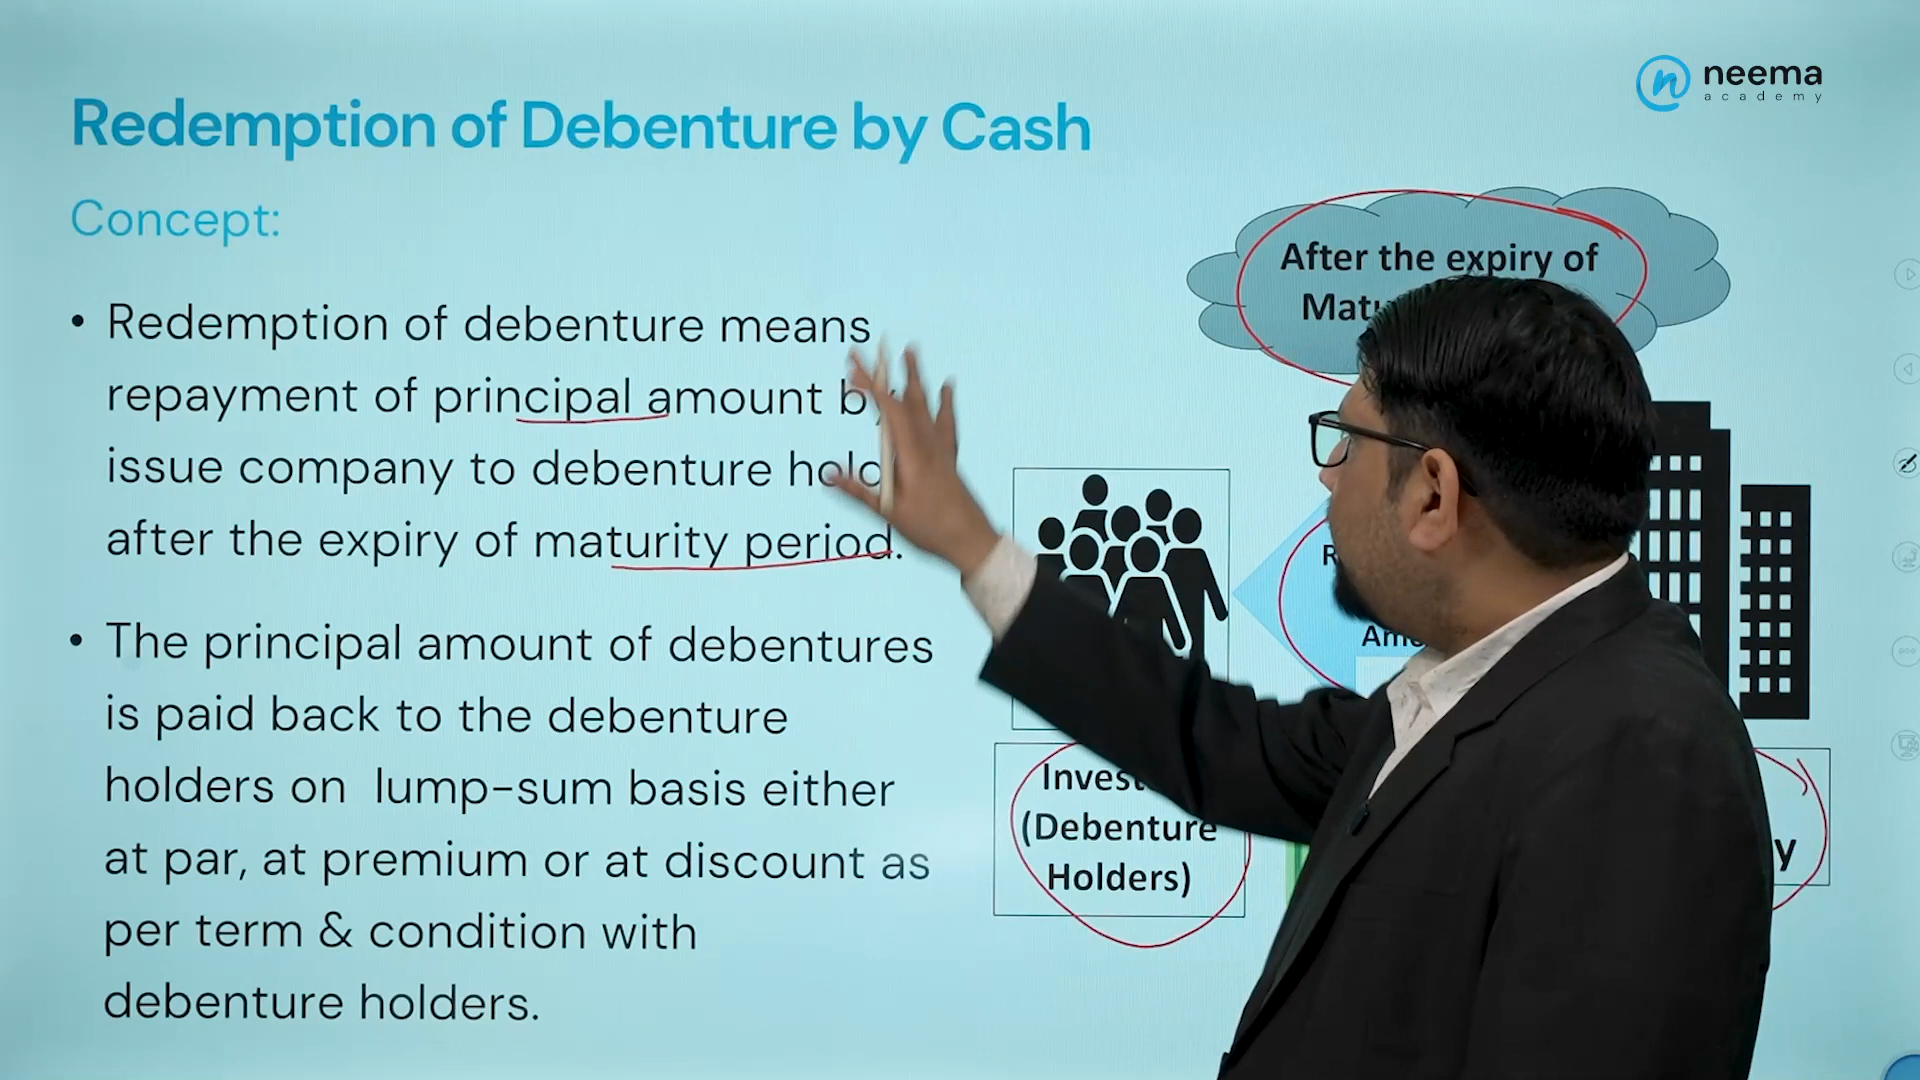 neema
academy
Redemption of Debenture by Cash
Concept:
• Redemption of debenture means
repayment of principal amount by
issue company to debenture hold
after the expiry of maturity period.
• The principal amount of debentures
is paid back to the debenture
holders on lump-sum basis either
at par, at premium or at discount as
per term & condition with
debenture holders.
After the expiry of
(Debenture
Holders)